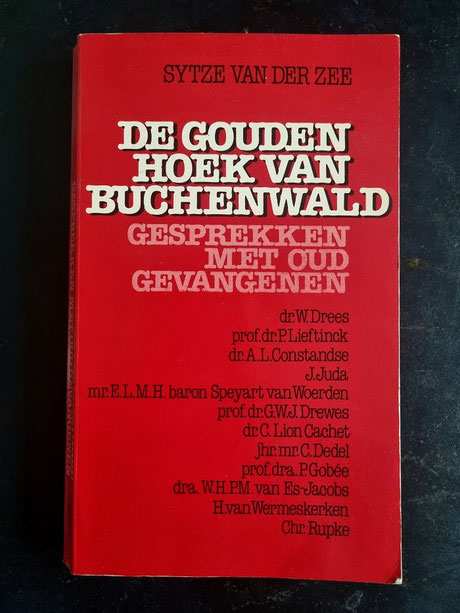 SYTZE VAN DER ZEE
DE GOUDEN
HOEK VAN
BUCHENWALD
GESPREKKEN
MET OUD
GEVANGENEN
dr.W.Drees
prof.dr.P.Lieftinck
dr.A.L.Constandse
J.Juda
mr.E.L.M.H. baron Speyart van Woerden
prof.dr.G.W.J.Drewes
dr.C.Lion Cachet
jhr.mr.C.Dedel
prof.dra.P.Gobée
dra.W.H.P.M.van Es-Jacobs
H.van Wermeskerken
Chr.Rupke